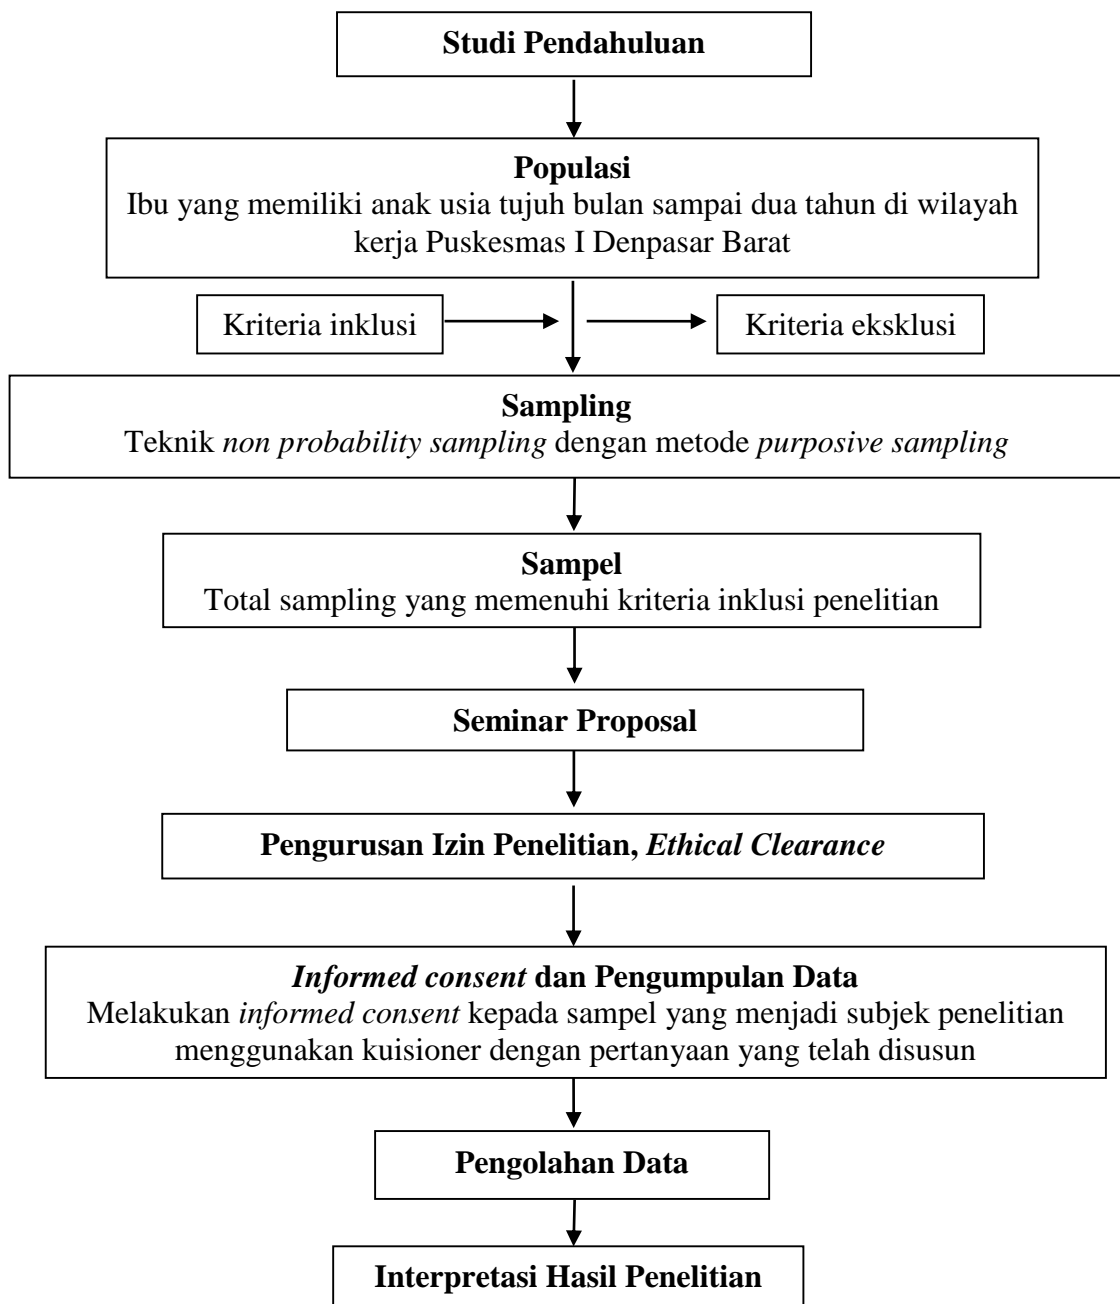 Studi Pendahuluan
Populasi
Ibu yang memiliki anak usia tujuh bulan sampai dua tahun di wilayah
kerja Puskesmas I Denpasar Barat
Kriteria inklusi
Kriteria eksklusi
Sampling
Teknik non probability sampling dengan metode purposive sampling
Sampel
Total sampling yang memenuhi kriteria inklusi penelitian
Seminar Proposal
Pengurusan Izin Penelitian, Ethical Clearance
Informed consent dan Pengumpulan Data
Melakukan informed consent kepada sampel yang menjadi subjek penelitian
menggunakan kuisioner dengan pertanyaan yang telah disusun
Pengolahan Data
Interpretasi Hasil Penelitian